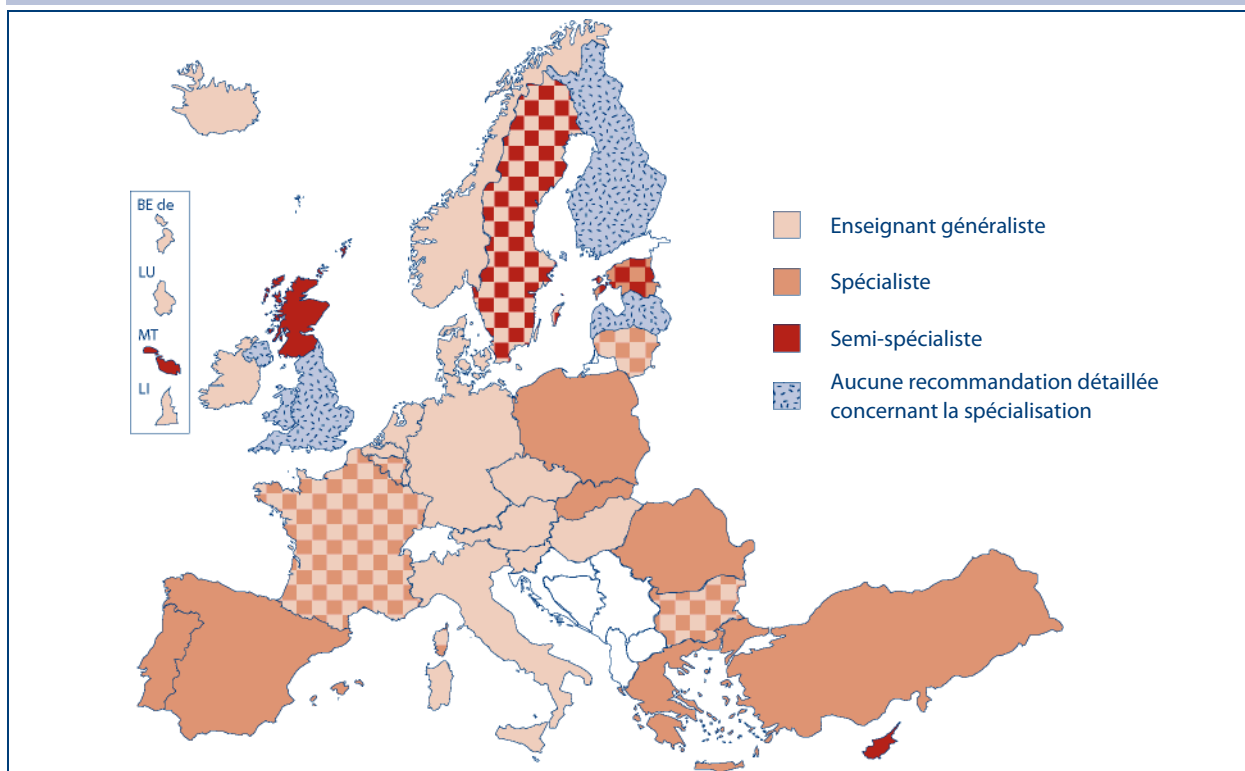 BE de
LU
MT
LI
Enseignant généraliste
Spécialiste
Semi-spécialiste
Aucune recommandation détaillée
concernant la spécialisation